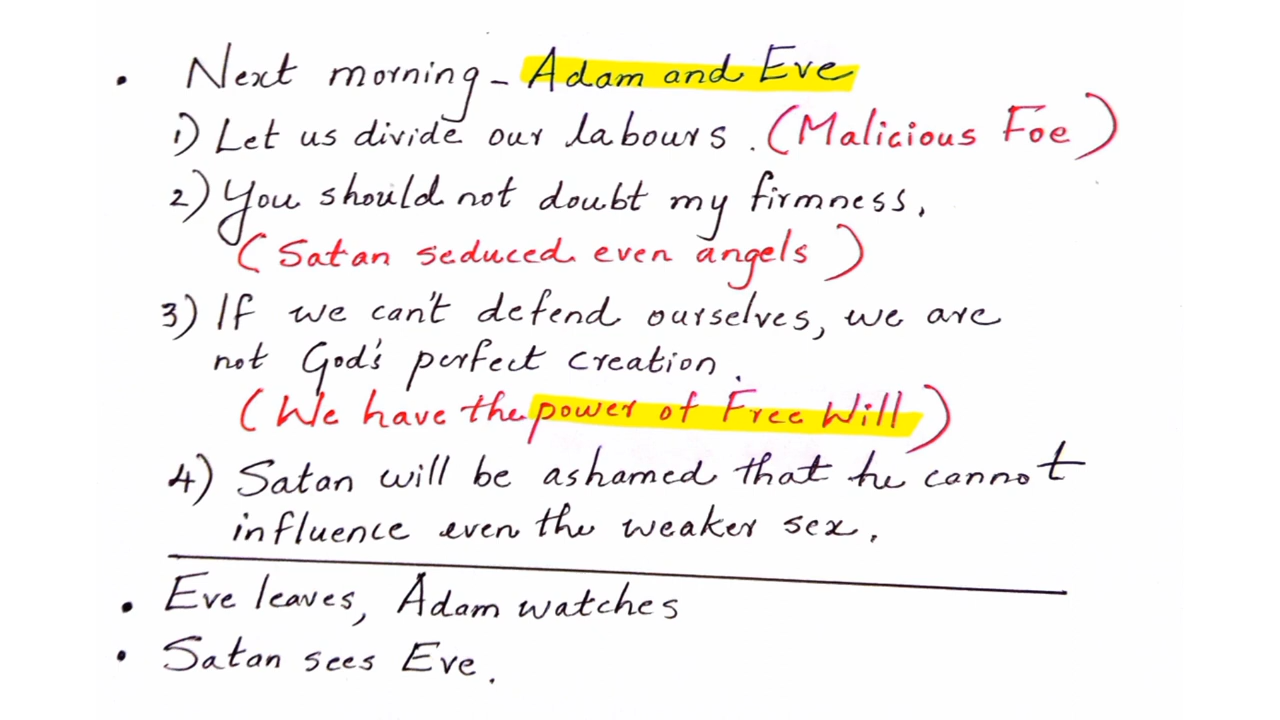 • Next morning - Adam and Eve
1) Let us divide our labours. (Malicious Foe)
2) You should not doubt my firmness.
(Satan seduced even angels)
3) If we can't defend ourselves, we are
not God's perfect creation.
(We have the power of Free Will)
4) Satan will be ashamed that he cannot
influence even the weaker sex.
• Eve leaves, Adam watches
• Satan sees Eve.